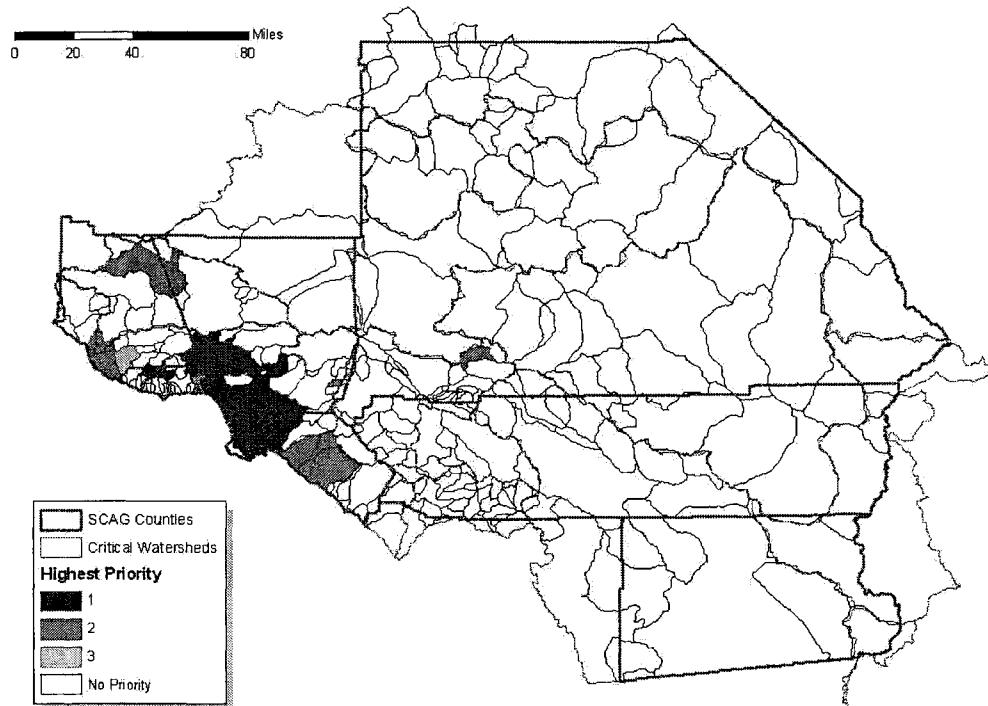 Miles
0 20 40 80
SCAG Counties
Critical Watersheds
Highest Priority
1
2
3
No Priority